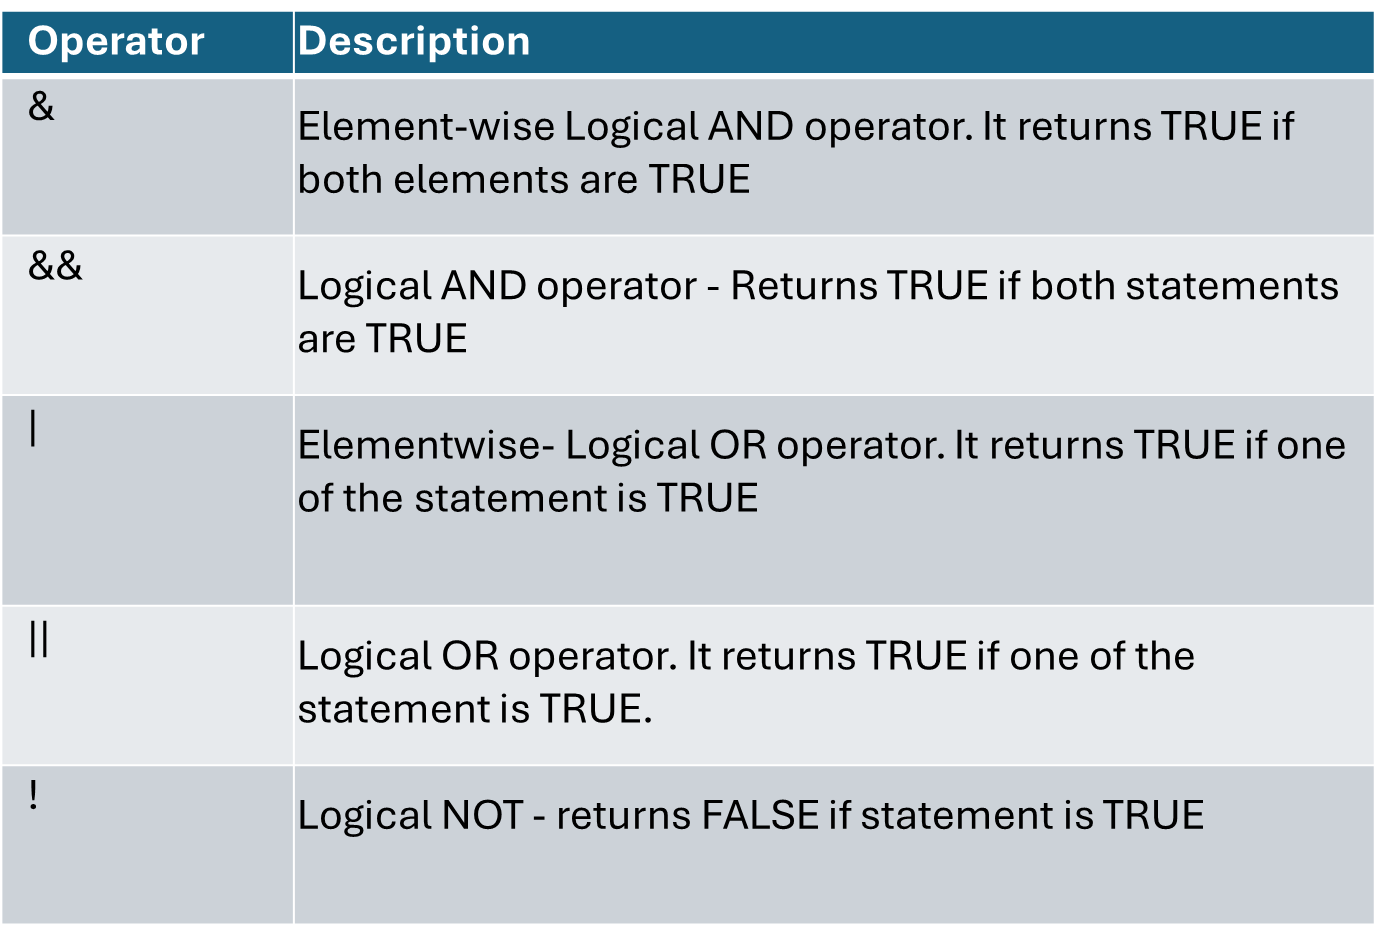 Operator Description
&
Element-wise Logical AND operator. It returns TRUE if
both elements are TRUE
&&
Logical AND operator - Returns TRUE if both statements
are TRUE
|
Elementwise- Logical OR operator. It returns TRUE if one
of the statement is TRUE
||
Logical OR operator. It returns TRUE if one of the
statement is TRUE.
!
Logical NOT - returns FALSE if statement is TRUE